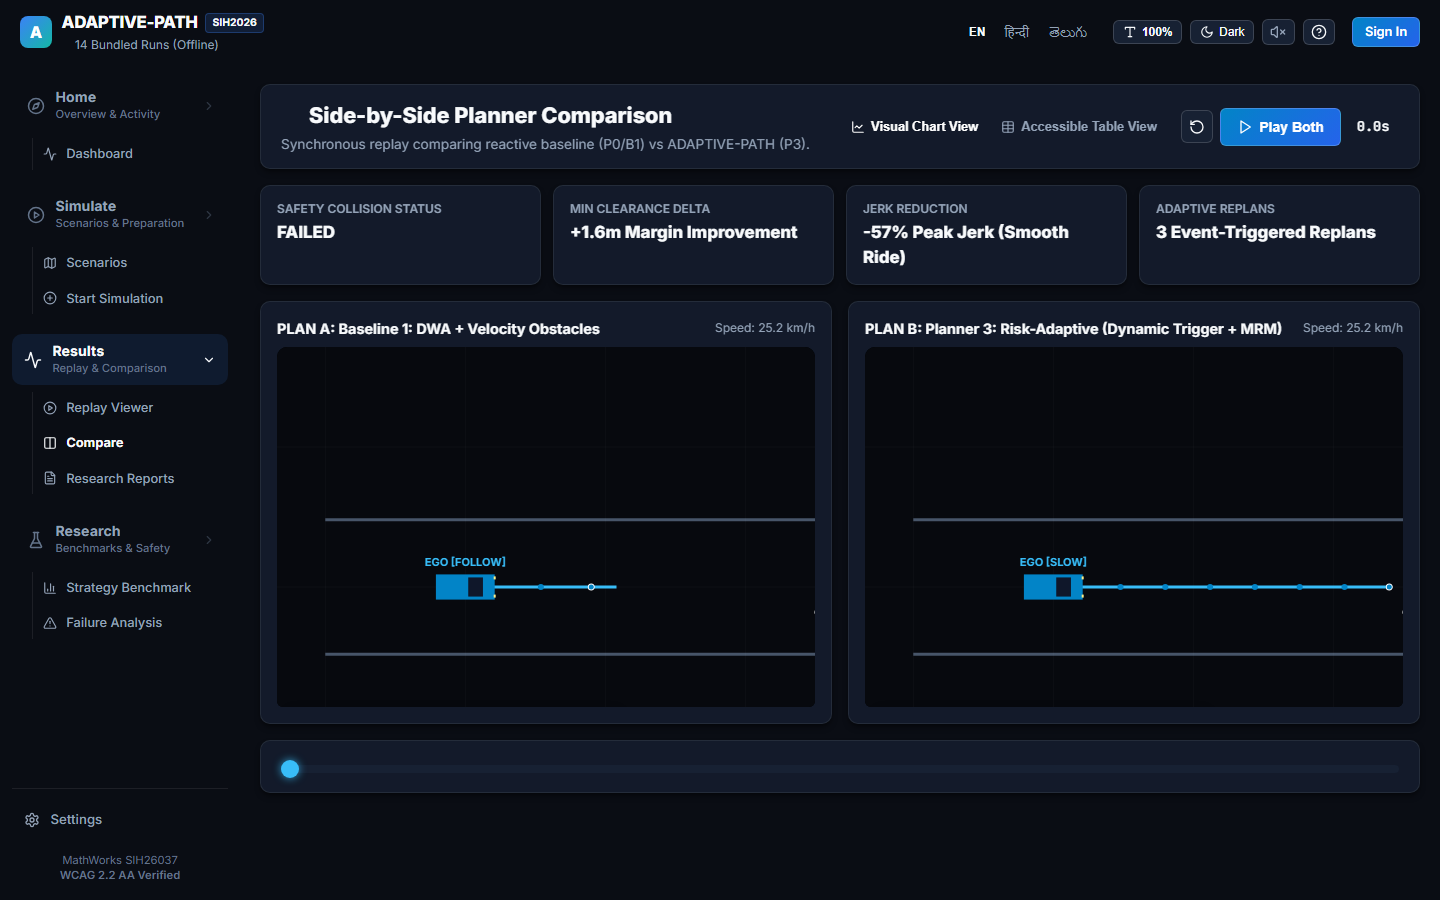 A
ADAPTIVE-PATH SIH2026
14 Bundled Runs (Offline)
EN हिन्दी తెలుగు 100% Dark Sign In
Home
Overview & Activity
Dashboard
Simulate
Scenarios & Preparation
Scenarios
Start Simulation
Results
Replay & Comparison
Replay Viewer
Compare
Research Reports
Research
Benchmarks & Safety
Strategy Benchmark
Failure Analysis
Settings
MathWorks SIH26037
WCAG 2.2 AA Verified
Side-by-Side Planner Comparison
Synchronous replay comparing reactive baseline (P0/B1) vs ADAPTIVE-PATH (P3).
Visual Chart View Accessible Table View Play Both 0.0s
SAFETY COLLISION STATUS
FAILED
MIN CLEARANCE DELTA
+1.6m Margin Improvement
JERK REDUCTION
-57% Peak Jerk (Smooth
Ride)
ADAPTIVE REPLANS
3 Event-Triggered Replans
PLAN A: Baseline 1: DWA + Velocity Obstacles Speed: 25.2 km/h
EGO [FOLLOW]
PLAN B: Planner 3: Risk-Adaptive (Dynamic Trigger + MRM) Speed: 25.2 km/h
EGO [SLOW]